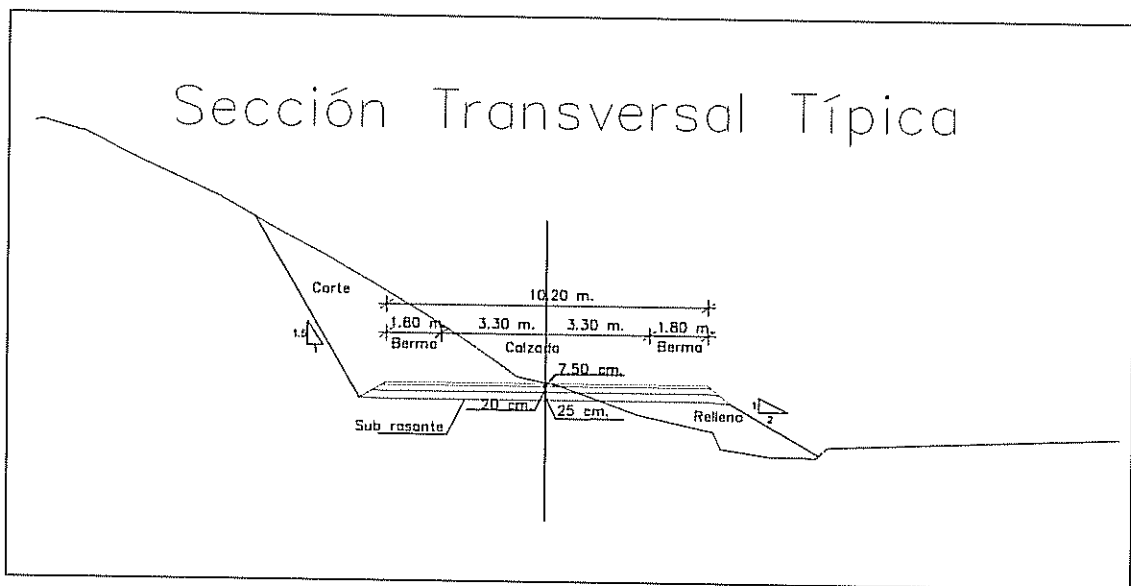 Sección Transversal Típica
Corte
10.20 m.
1.80 m
3.30 m.
3.30 m.
1.80 m
Berma
Calzada
Berma
1.5
1
7.50 cm.
20 cm.
25 cm.
Sub rasante
Relleno
1
2